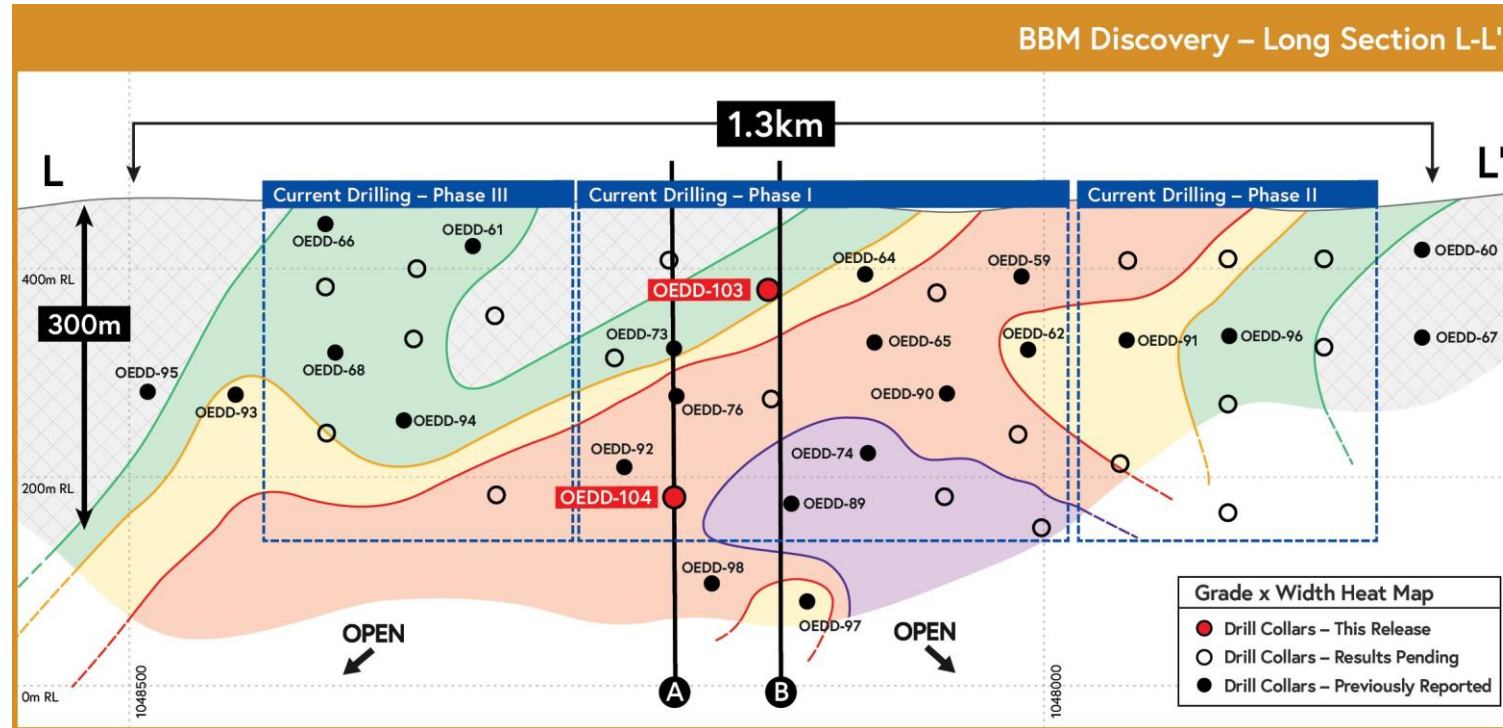 BBM Discovery – Long Section L-L'
1.3km
L
L'
Current Drilling – Phase III
Current Drilling – Phase I
Current Drilling – Phase II
OEDD-66
OEDD-61
OEDD-64
OEDD-59
OEDD-60
400m RL
OEDD-103
300m
OEDD-73
OEDD-65
OEDD-62
OEDD-91
OEDD-96
OEDD-67
OEDD-95
OEDD-68
OEDD-93
OEDD-94
OEDD-76
OEDD-90
OEDD-92
OEDD-74
200m RL
OEDD-104
OEDD-89
OEDD-98
OEDD-97
OPEN
OPEN
Grade x Width Heat Map
Drill Collars – This Release
Drill Collars – Results Pending
Drill Collars – Previously Reported
0m RL
1048500
A
B
1048000